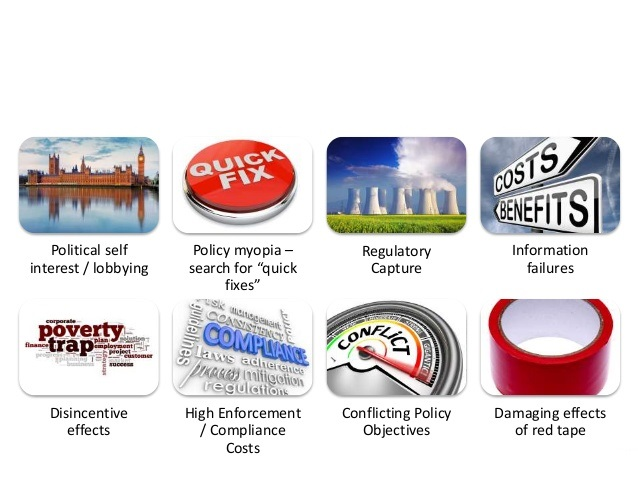 QUICK
FIX
COSTS
BENEFITS
Political self
interest / lobbying
Policy myopia –
search for “quick
fixes”
Regulatory
Capture
Information
failures
corporate
poverty
trap
plan
solution
finance
employment
project
customer
business
success
risk management
CONSISTENCY
guidelines
COMPLIANCE
laws adherence
process mitigation
regulations
CONFLICT
Disincentive
effects
High Enforcement
/ Compliance
Costs
Conflicting Policy
Objectives
Damaging effects
of red tape